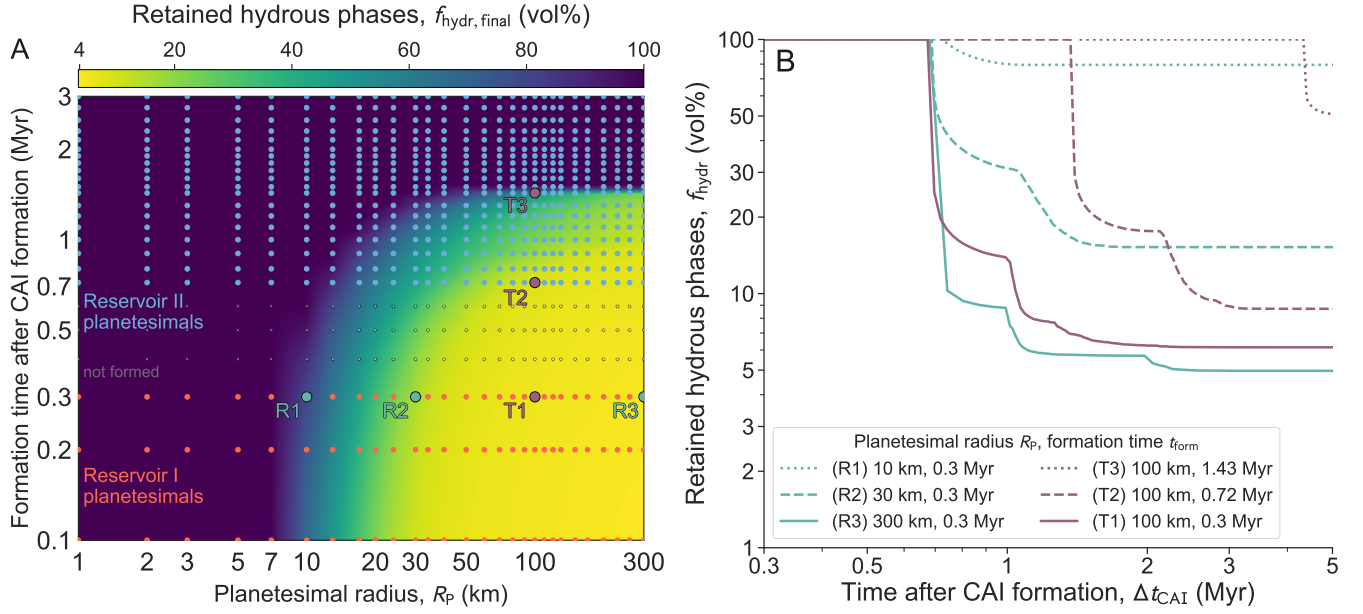 Retained hydrous phases, f_hydr, final (vol%)
A
4 20 40 60 80 100
Formation time after CAI formation (Myr)
3
2
1
0.7
0.5
0.3
0.2
0.1
T3
T2
Reservoir II
planetesimals
not formed
R1 R2 T1 R3
Reservoir I
planetesimals
1 2 3 5 7 10 20 30 50 100 300
Planetesimal radius, R_P (km)
B
Retained hydrous phases, f_hydr (vol%)
100
50
30
20
10
5
3
2
1
Planetesimal radius R_P, formation time t_form
(R1) 10 km, 0.3 Myr
(R2) 30 km, 0.3 Myr
(R3) 300 km, 0.3 Myr
(T3) 100 km, 1.43 Myr
(T2) 100 km, 0.72 Myr
(T1) 100 km, 0.3 Myr
0.3 0.5 1 2 3 5
Time after CAI formation, Δt_CAI (Myr)